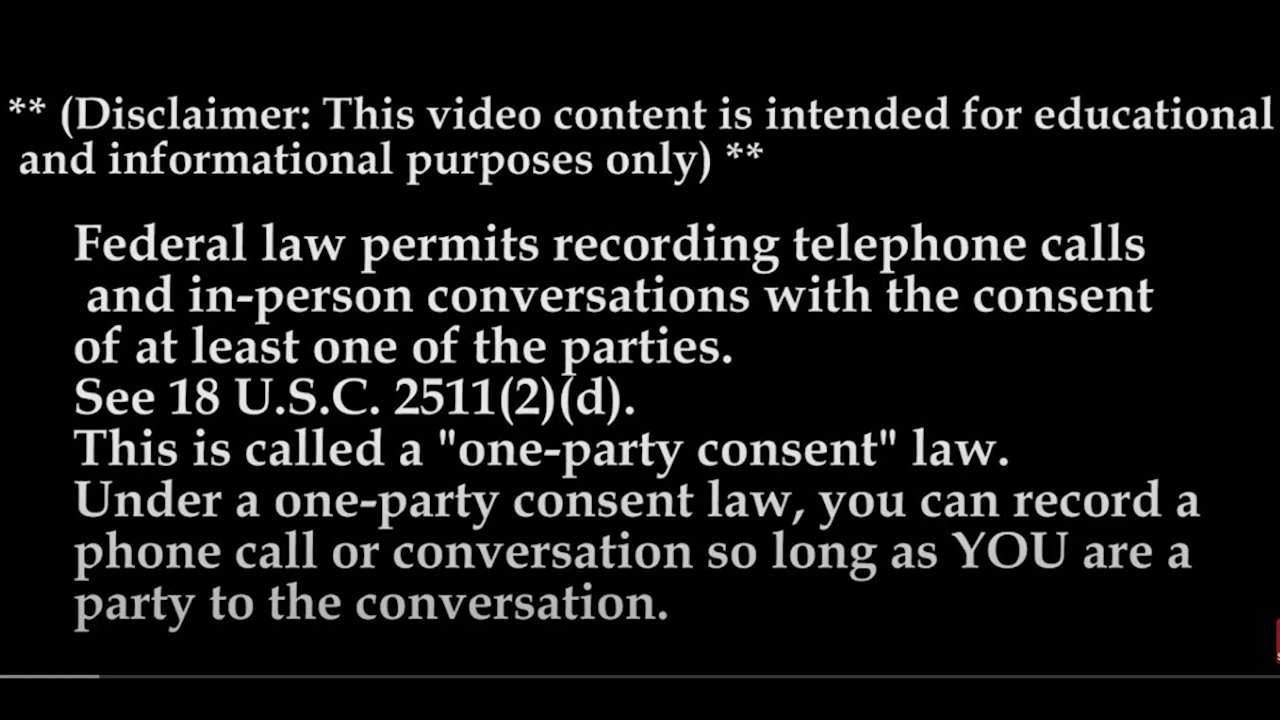 ** (Disclaimer: This video content is intended for educational
and informational purposes only) **
Federal law permits recording telephone calls
and in-person conversations with the consent
of at least one of the parties.
See 18 U.S.C. 2511(2)(d).
This is called a "one-party consent" law.
Under a one-party consent law, you can record a
phone call or conversation so long as YOU are a
party to the conversation.